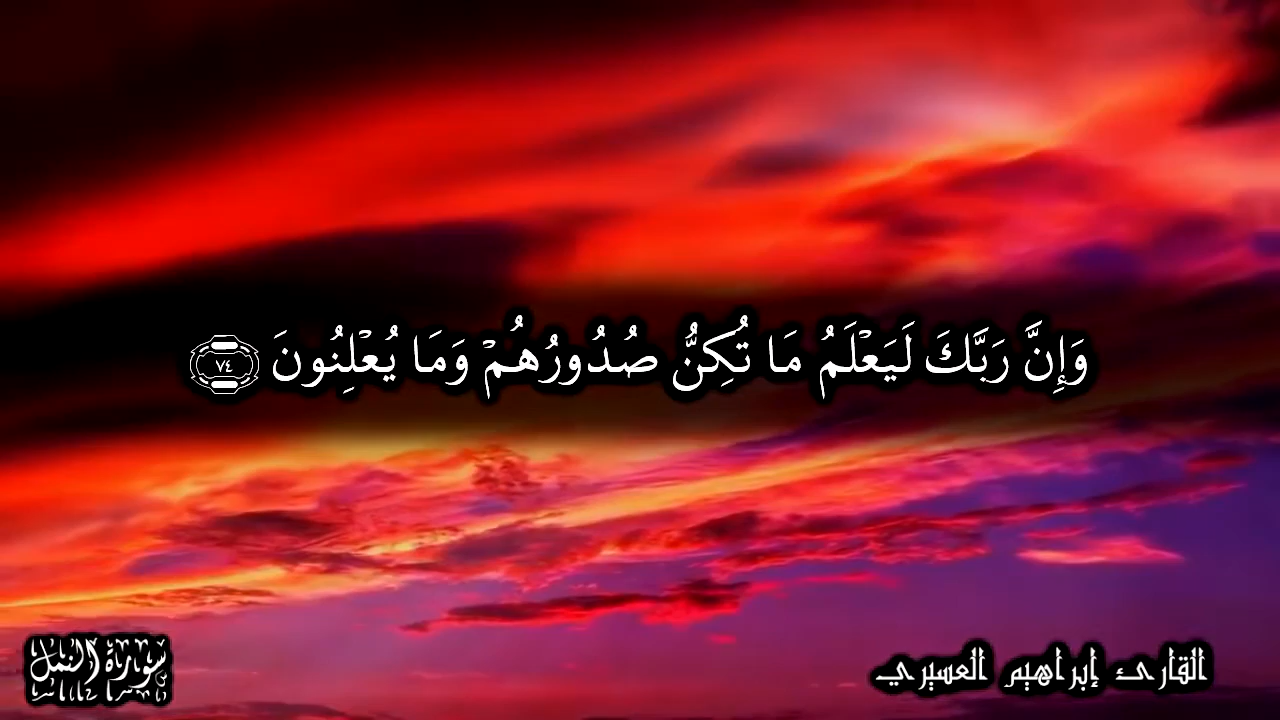 وَإِنَّ رَبَّكَ لَيَعْلَمُ مَا تُكِنُّ صُدُورُهُمْ وَمَا يُعْلِنُونَ ٧٤
سورة النمل
القارئ إبراهيم العسيري